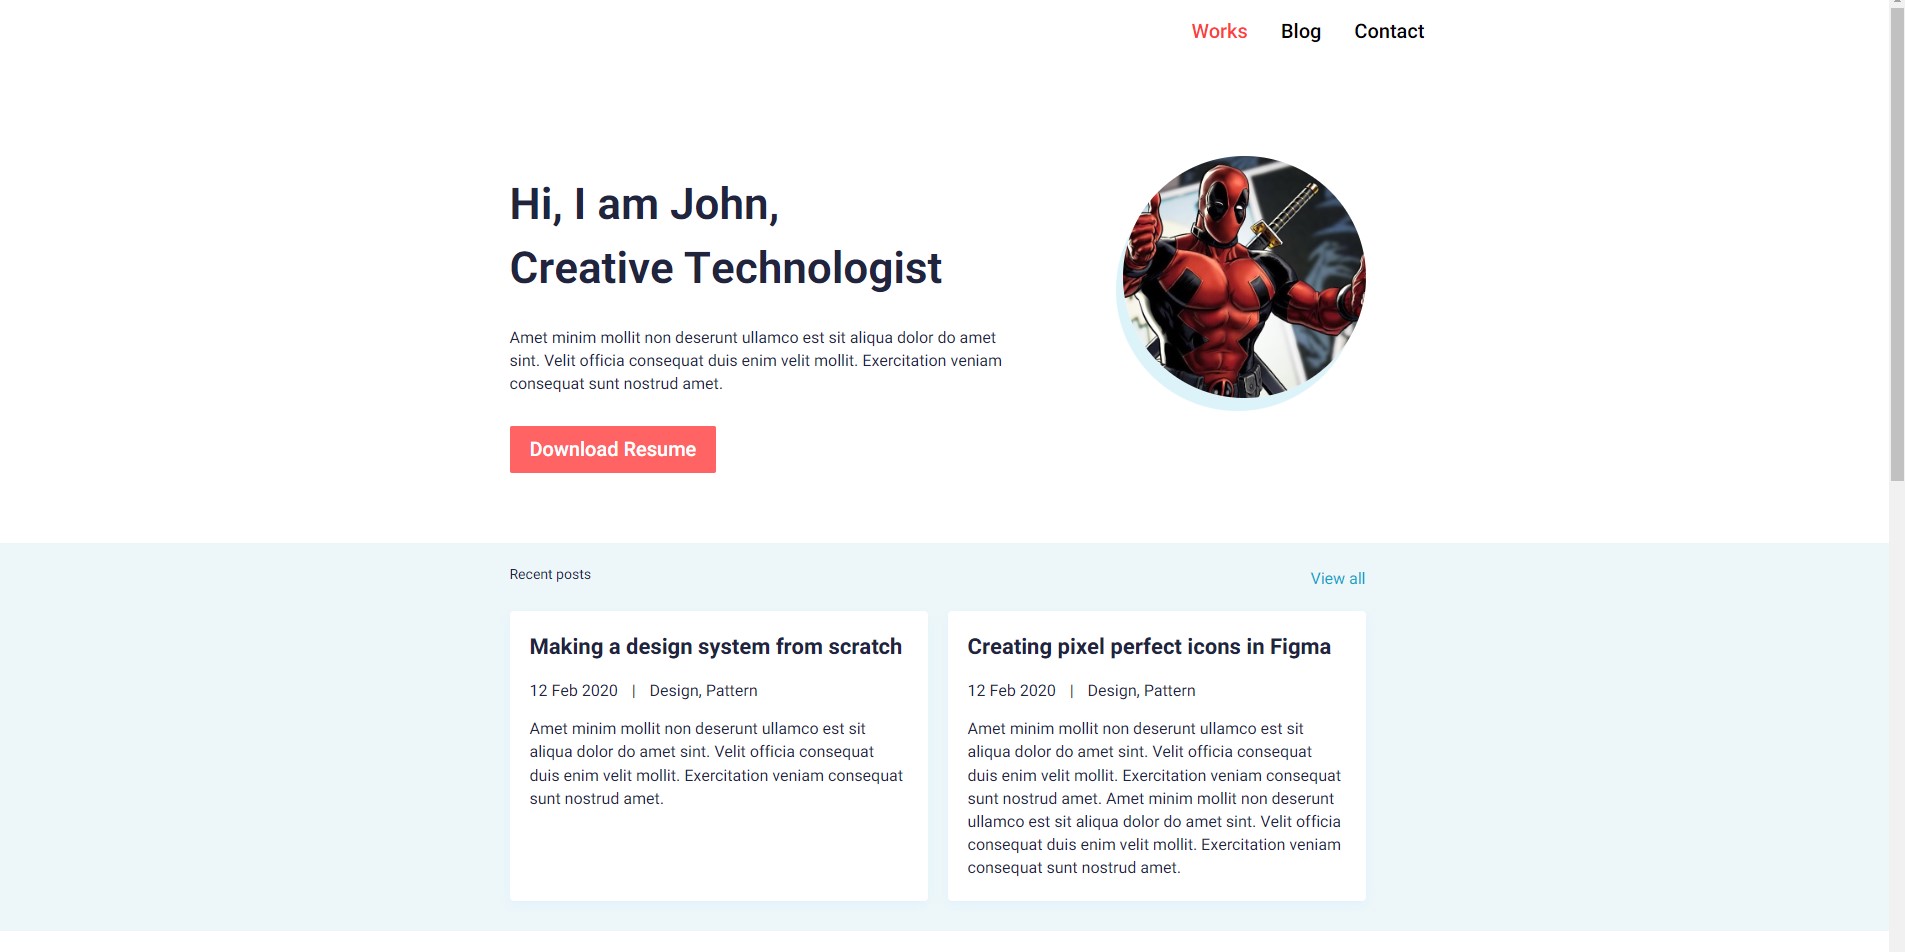 Works Blog Contact
Hi, I am John,
Creative Technologist
Amet minim mollit non deserunt ullamco est sit aliqua dolor do amet
sint. Velit officia consequat duis enim velit mollit. Exercitation veniam
consequat sunt nostrud amet.
Download Resume
Recent posts
View all
Making a design system from scratch
12 Feb 2020 | Design, Pattern
Amet minim mollit non deserunt ullamco est sit
aliqua dolor do amet sint. Velit officia consequat
duis enim velit mollit. Exercitation veniam consequat
sunt nostrud amet.
Creating pixel perfect icons in Figma
12 Feb 2020 | Design, Pattern
Amet minim mollit non deserunt ullamco est sit
aliqua dolor do amet sint. Velit officia consequat
duis enim velit mollit. Exercitation veniam consequat
sunt nostrud amet. Amet minim mollit non deserunt
ullamco est sit aliqua dolor do amet sint. Velit officia
consequat duis enim velit mollit. Exercitation veniam
consequat sunt nostrud amet.